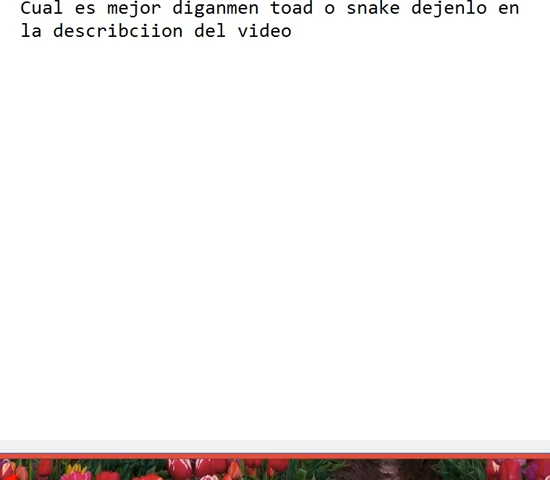 Cual es mejor diganmen toad o snake dejenlo en
la describciion del video